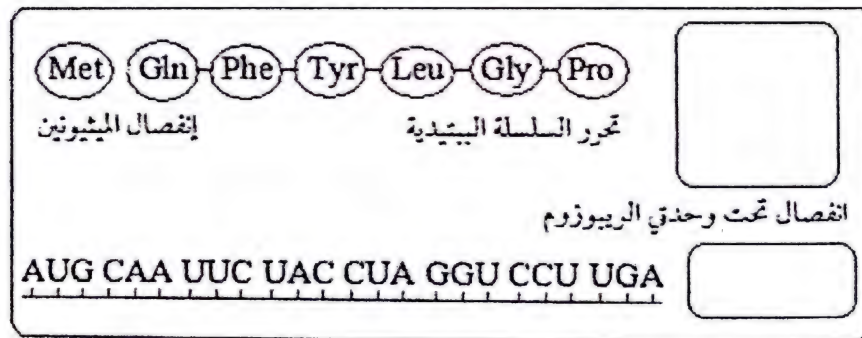 Met Gln Phe Tyr Leu Gly Pro
إنفصال الميثيونين تحرر السلسلة الببتيدية
انفصال تحت وحدتي الريبوزوم
AUG CAA UUC UAC CUA GGU CCU UGA